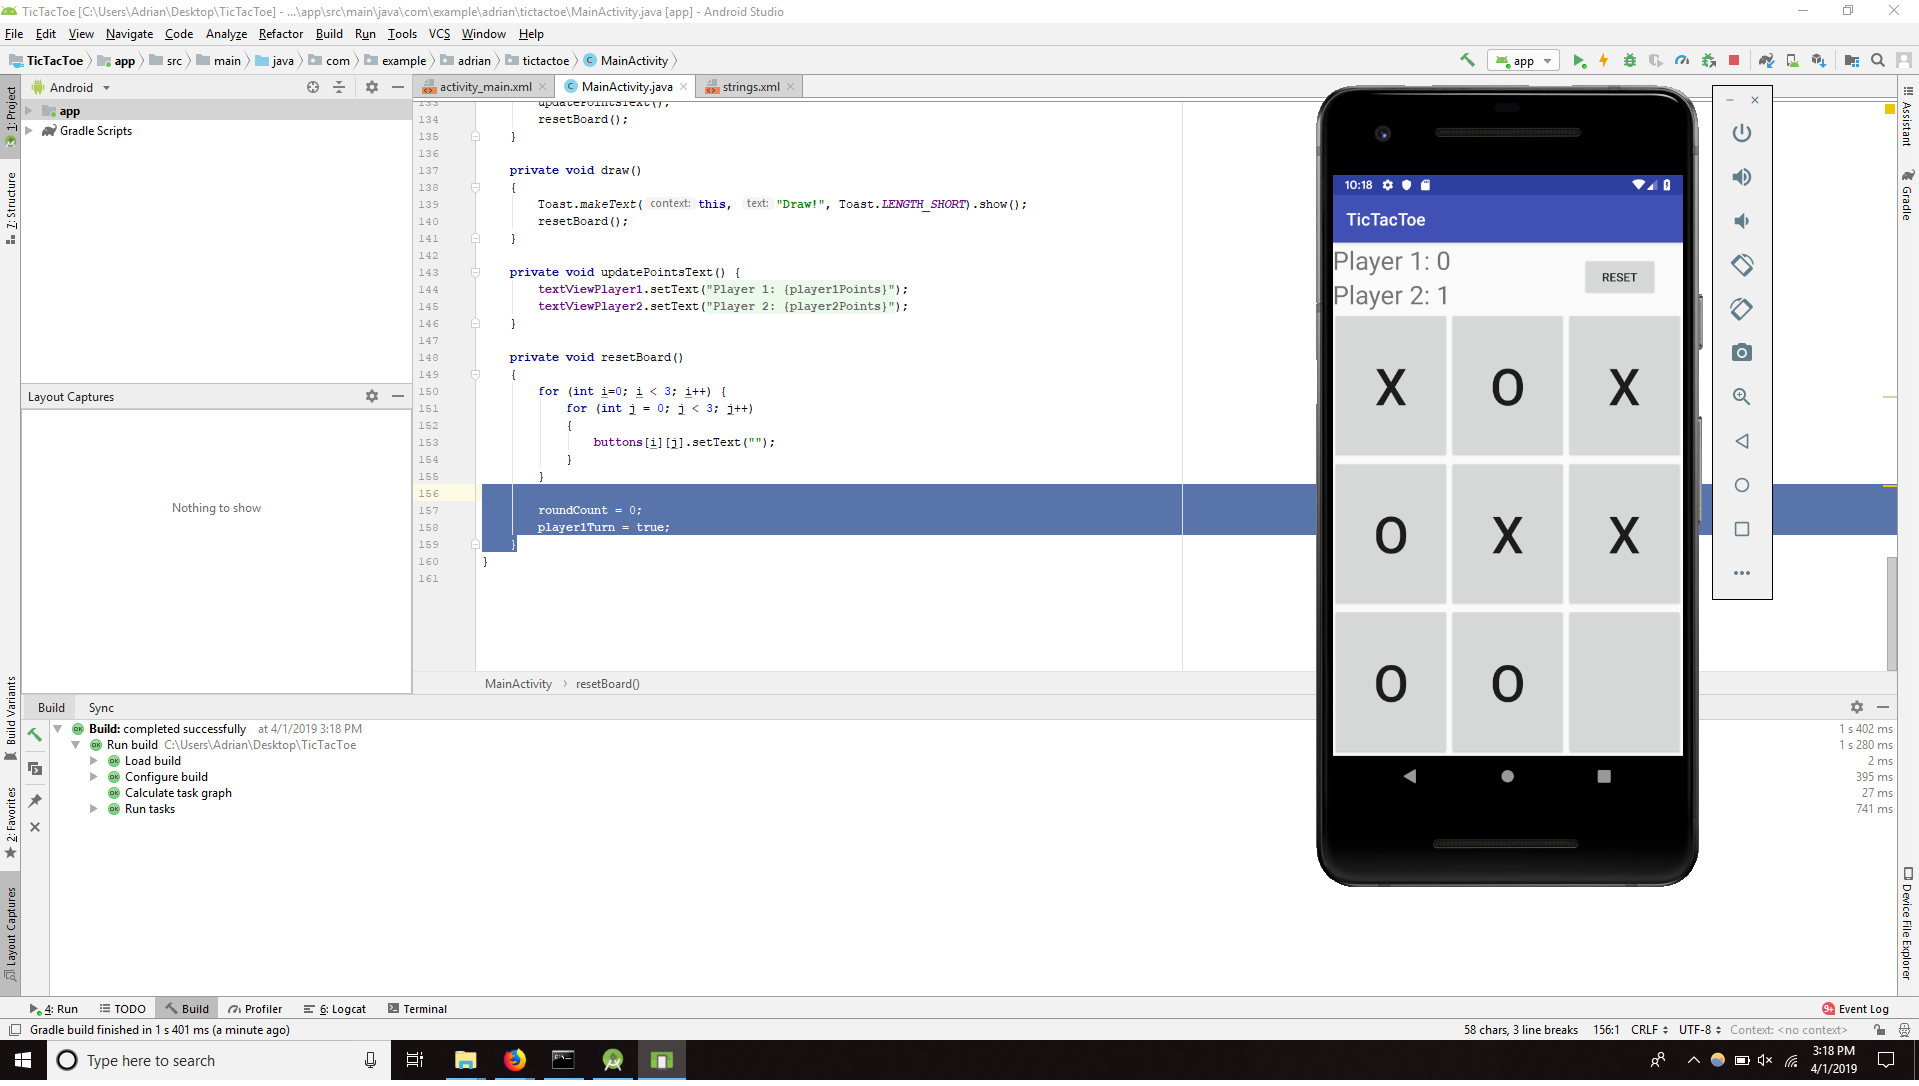 TicTacToe [C:\Users\Adrian\Desktop\TicTacToe] - ...\app\src\main\java\com\example\adrian\tictactoe\MainActivity.java [app] - Android Studio
File Edit View Navigate Code Analyze Refactor Build Run Tools VCS Window Help
TicTacToe app src main java com example adrian tictactoe MainActivity
app
Android
activity_main.xml MainActivity.java strings.xml
1: Project
7: Structure
Build Variants
2: Favorites
Layout Captures
app
Gradle Scripts
Layout Captures
Nothing to show
133 updatePointsText();
134 resetBoard();
135 }
136
137 private void draw()
138 {
139 Toast.makeText( context: this, text: "Draw!", Toast.LENGTH_SHORT).show();
140 resetBoard();
141 }
142
143 private void updatePointsText() {
144 textViewPlayer1.setText("Player 1: {player1Points}");
145 textViewPlayer2.setText("Player 2: {player2Points}");
146 }
147
148 private void resetBoard()
149 {
150 for (int i=0; i < 3; i++) {
151 for (int j = 0; j < 3; j++)
152 {
153 buttons[i][j].setText("");
154 }
155 }
156
157 roundCount = 0;
158 player1Turn = true;
159 }
160 }
161
MainActivity resetBoard()
10:18
TicTacToe
Player 1: 0
RESET
Player 2: 1
X O X
O X X
O O
Assistant
Gradle
Device File Explorer
Build Sync
Build: completed successfully at 4/1/2019 3:18 PM 1 s 402 ms
Run build C:\Users\Adrian\Desktop\TicTacToe 1 s 280 ms
Load build 2 ms
Configure build 395 ms
Calculate task graph 27 ms
Run tasks 741 ms
4: Run TODO Build Profiler 6: Logcat Terminal 9+ Event Log
Gradle build finished in 1 s 401 ms (a minute ago) 58 chars, 3 line breaks 156:1 CRLF UTF-8 Context: <no context>
Type here to search
3:18 PM
4/1/2019